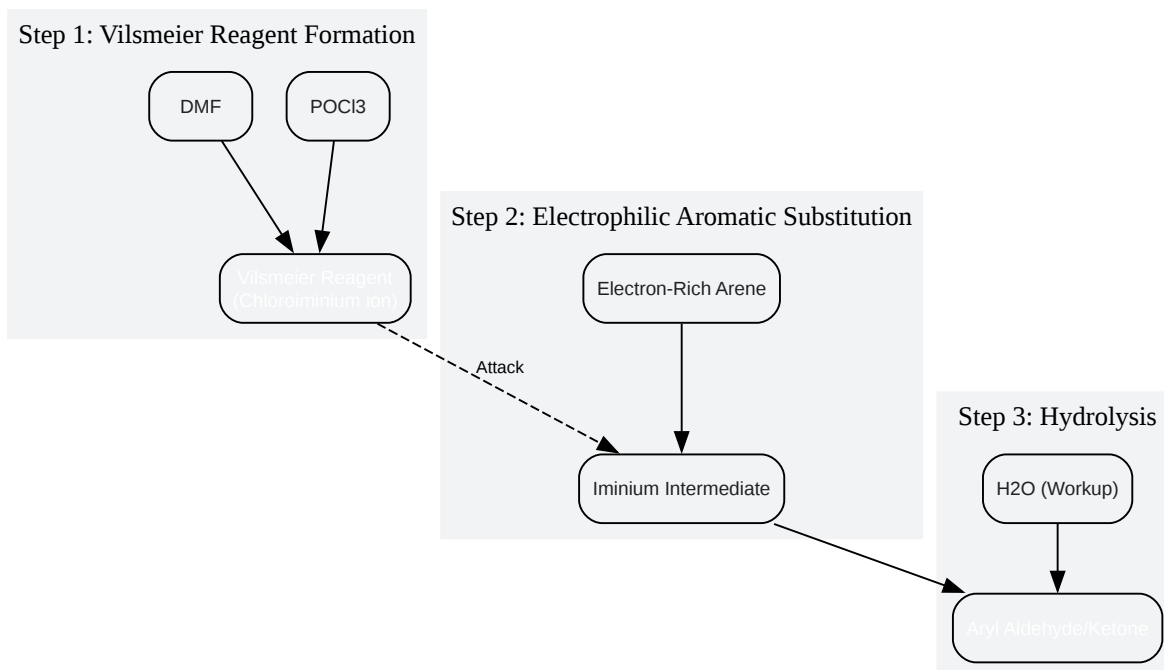 Step 1: Vilsmeier Reagent Formation
DMF
POCl3
Vilsmeier Reagent
(Chloroiminium ion)
Step 2: Electrophilic Aromatic Substitution
Electron-Rich Arene
Attack
Iminium Intermediate
Step 3: Hydrolysis
H2O (Workup)
Aryl Aldehyde/Ketone